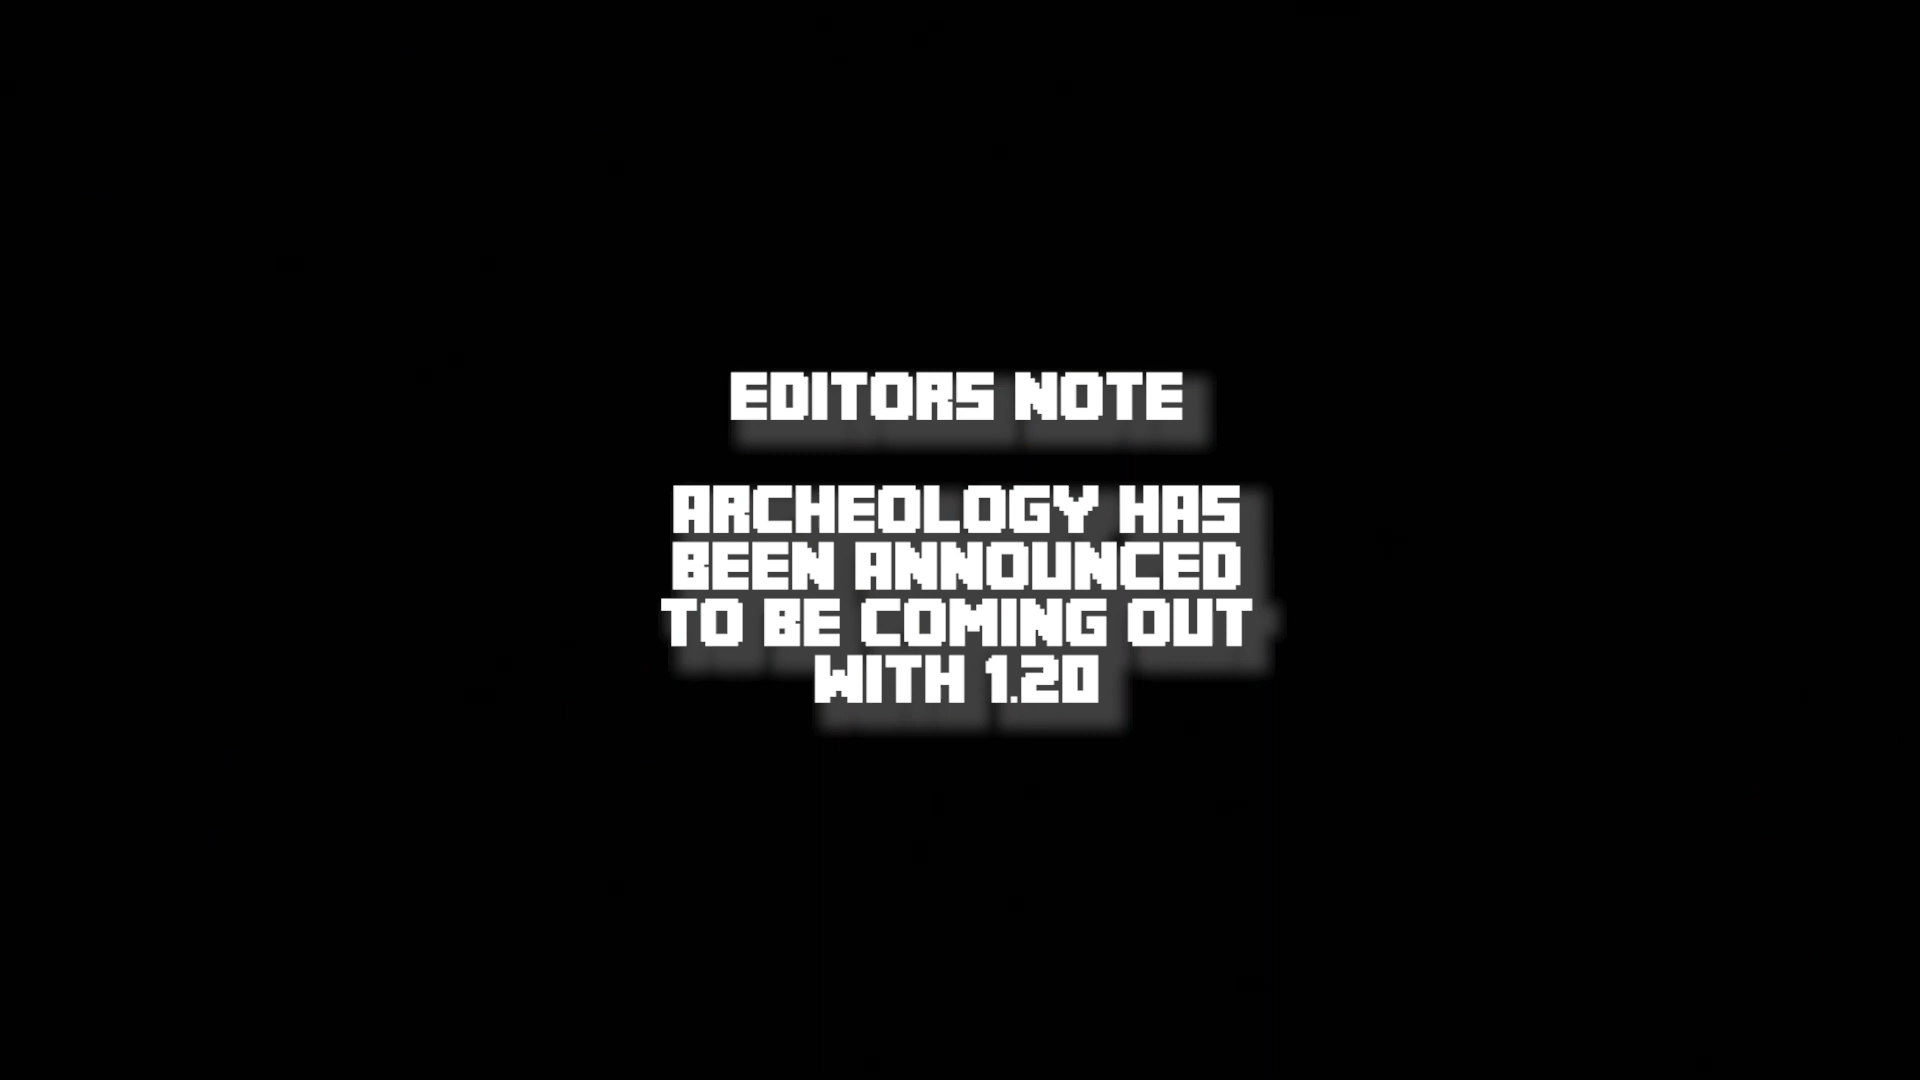 EDITORS NOTE
ARCHEOLOGY HAS
BEEN ANNOUNCED
TO BE COMING OUT
WITH 1.20